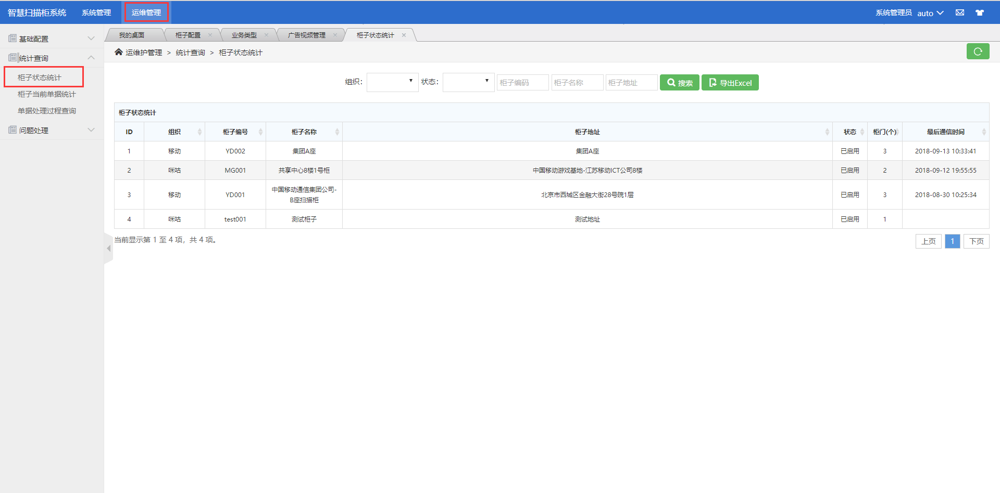 智慧扫描柜系统 系统管理 运维管理 系统管理员 auto
基础配置
统计查询
柜子状态统计
柜子当前单据统计
单据处理过程查询
问题处理
我的桌面 柜子配置 业务类型 广告视频管理 柜子状态统计
运维护管理 > 统计查询 > 柜子状态统计
组织: 状态: 柜子编码 柜子名称 柜子地址 搜索 导出Excel
柜子状态统计
ID 组织 柜子编号 柜子名称 柜子地址 状态 柜门(个) 最后通信时间
1 移动 YD002 集团A座 集团A座 已启用 3 2018-09-13 10:33:41
2 咪咕 MG001 共享中心8楼1号柜 中国移动游戏基地-江苏移动ICT公司8楼 已启用 2 2018-09-12 19:55:55
3 移动 YD001 中国移动通信集团公司- 北京市西城区金融大街28号院1层 已启用 3 2018-08-30 10:25:34
B座扫描柜
4 咪咕 test001 测试柜子 测试地址 已启用 1
当前显示第 1 至 4 项，共 4 项。
上页 1 下页